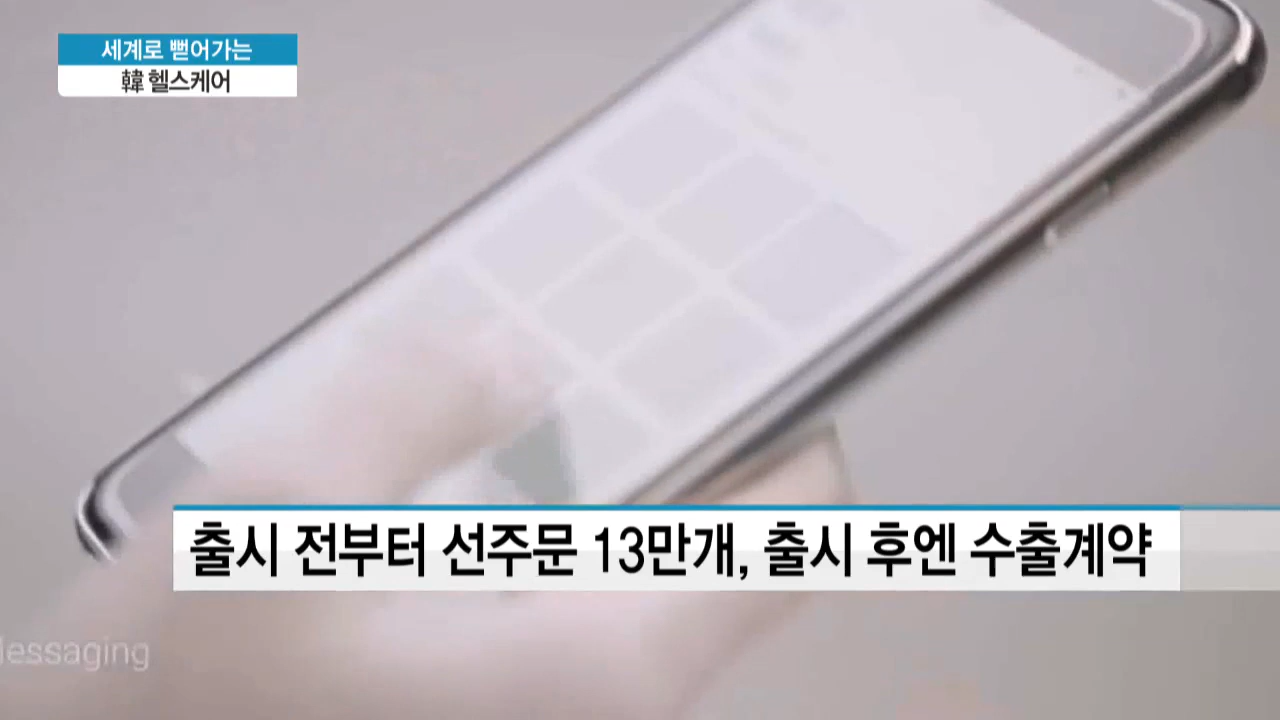 세계로 뻗어가는
韓 헬스케어
출시 전부터 선주문 13만개, 출시 후엔 수출계약
Messaging